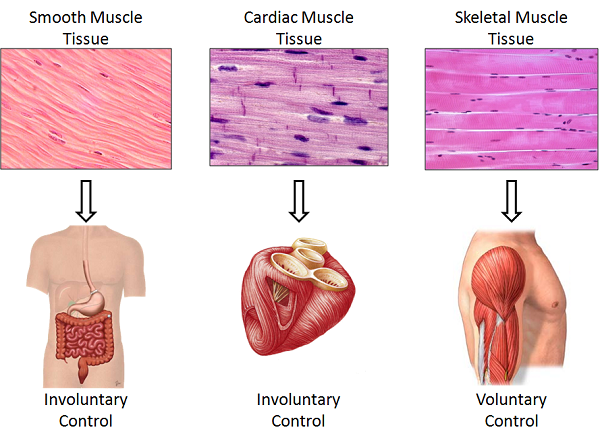 Smooth Muscle
Tissue
Cardiac Muscle
Tissue
Skeletal Muscle
Tissue
Involuntary
Control
Involuntary
Control
Voluntary
Control